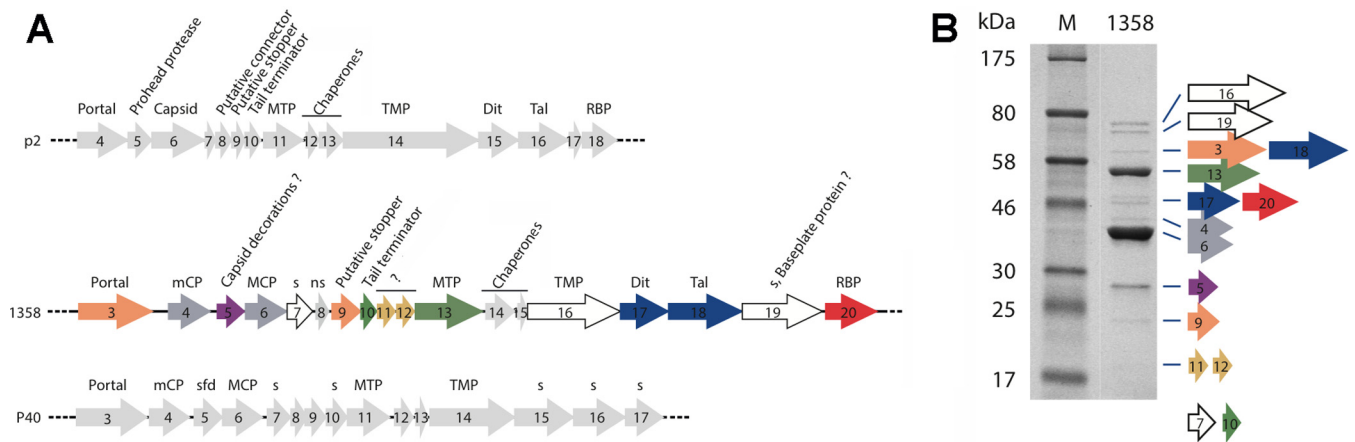 A
Portal
Prohead protease
Capsid
Putative connector
Putative stopper
Tail terminator
MTP
Chaperones
TMP
Dit
Tal
RBP
p2
4 5 6 7 8 9 10 11 12 13 14 15 16 17 18
Portal
mCP
Capsid decorations ?
MCP
s
ns
Putative stopper
Tail terminator
?
MTP
Chaperones
TMP
Dit
Tal
s, Baseplate protein ?
RBP
1358
3 4 5 6 7 8 9 10 11 12 13 14 15 16 17 18 19 20
Portal mCP sfd MCP s s MTP TMP s s s
P40
3 4 5 6 7 8 9 10 11 12 13 14 15 16 17
B
kDa M 1358
175
80
58
46
30
25
17
16
19
3 18
13
17 20
4
6
5
9
11 12
7 10